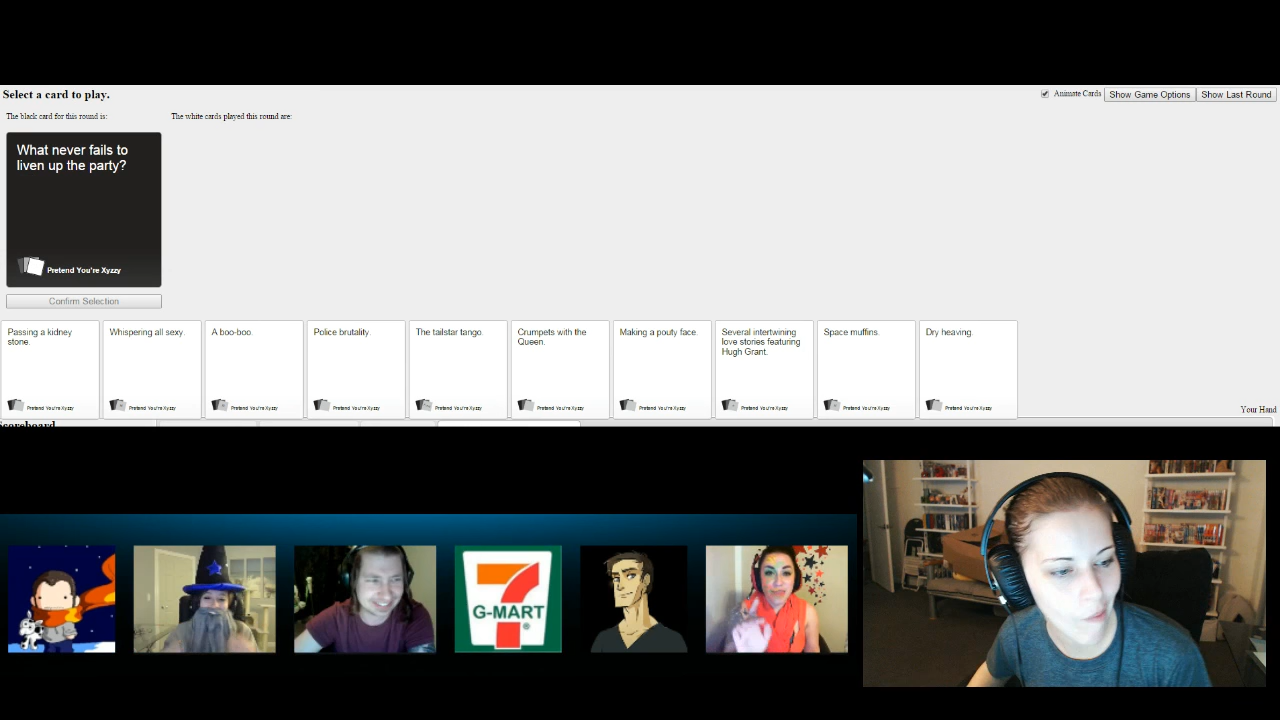 Select a card to play.
Animate Cards
Show Game Options
Show Last Round
The black card for this round is:
The white cards played this round are:
What never fails to
liven up the party?
Pretend You're Xyzzy
Confirm Selection
Passing a kidney
stone.
Pretend You're Xyzzy
Whispering all sexy.
Pretend You're Xyzzy
A boo-boo.
Pretend You're Xyzzy
Police brutality.
Pretend You're Xyzzy
The tailstar tango.
Pretend You're Xyzzy
Crumpets with the
Queen.
Pretend You're Xyzzy
Making a pouty face.
Pretend You're Xyzzy
Several intertwining
love stories featuring
Hugh Grant.
Pretend You're Xyzzy
Space muffins.
Pretend You're Xyzzy
Dry heaving.
Pretend You're Xyzzy
Your Hand
Scoreboard
7
G-MART